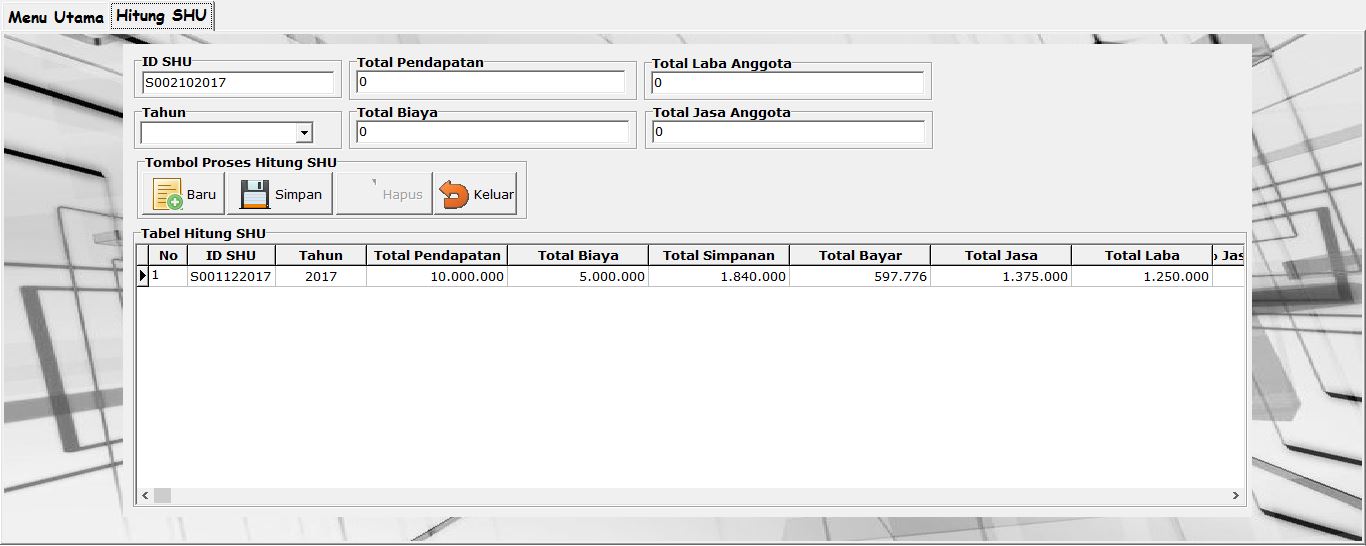 Menu Utama Hitung SHU
ID SHU Total Pendapatan Total Laba Anggota
S002102017 0 0
Tahun Total Biaya Total Jasa Anggota
0 0
Tombol Proses Hitung SHU
Baru Simpan Hapus Keluar
Tabel Hitung SHU
No ID SHU Tahun Total Pendapatan Total Biaya Total Simpanan Total Bayar Total Jasa Total Laba
1 S001122017 2017 10.000.000 5.000.000 1.840.000 597.776 1.375.000 1.250.000